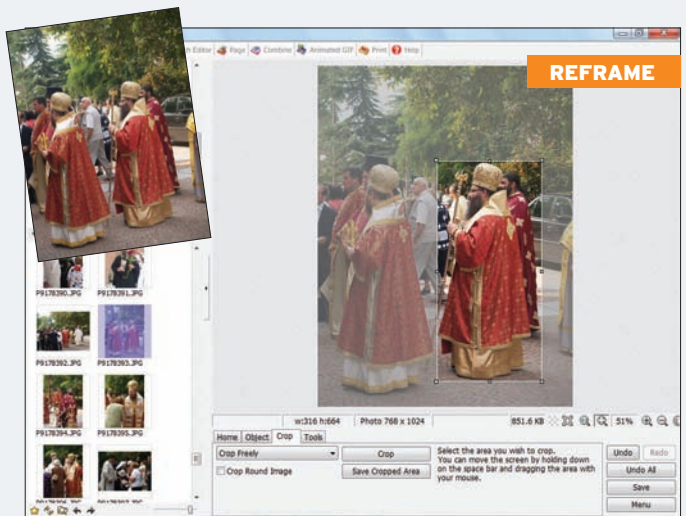 Editor Page Combine Animated GIF Print Help
REFRAME
P9178390.JPG P9178391.JPG
P9178392.JPG P9178393.JPG
P9178394.JPG P9178395.JPG
w:316 h:664 Photo 768 x 1024 851.6 KB 51%
Home Object Crop Tools
Crop Freely
Crop
Crop Round Image
Save Cropped Area
Select the area you wish to crop.
You can move the screen by holding down
on the space bar and dragging the area with
your mouse.
Undo Redo
Undo All
Save
Menu